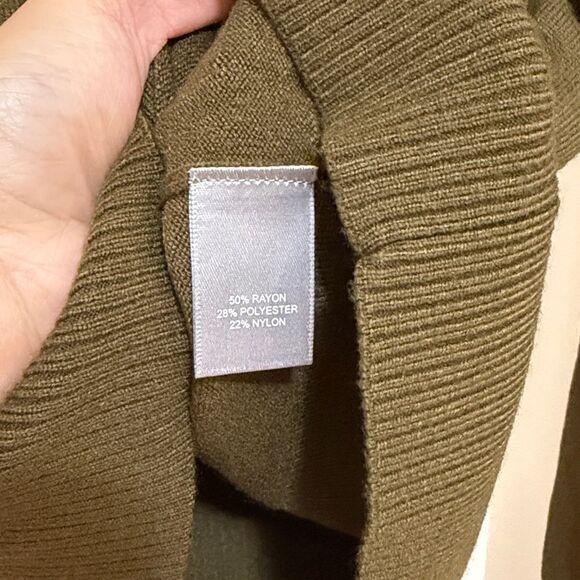 50% RAYON
28% POLYESTER
22% NYLON